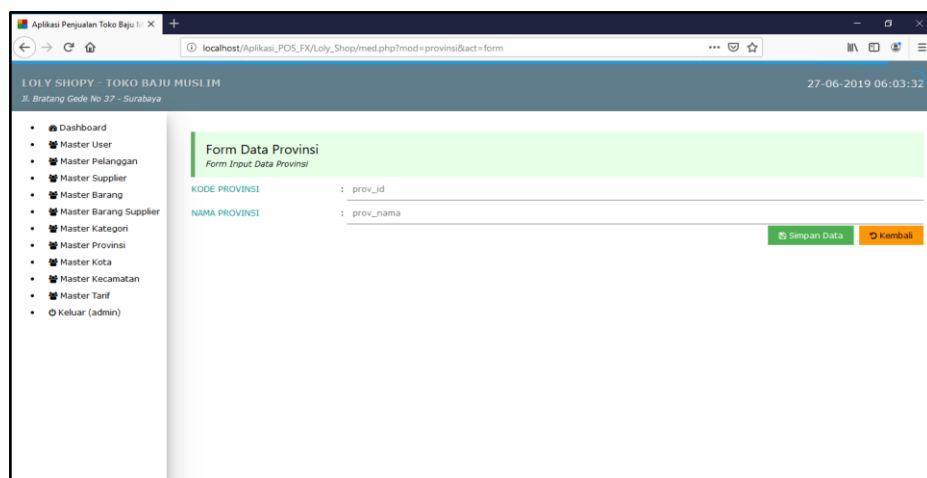 Aplikasi Penjualan Toko Baju
localhost/Aplikasi_POS_FX/Loly_Shop/med.php?mod=provinsi&act=form
LOLY SHOPY - TOKO BAJU MUSLIM
27-06-2019 06:03:32
Jl. Bratang Gede No 37 - Surabaya
Dashboard
Master User
Master Pelanggan
Master Supplier
Master Barang
Master Barang Supplier
Master Kategori
Master Provinsi
Master Kota
Master Kecamatan
Master Tarif
Keluar (admin)
Form Data Provinsi
Form Input Data Provinsi
KODE PROVINSI : prov_id
NAMA PROVINSI : prov_nama
Simpan Data
Kembali